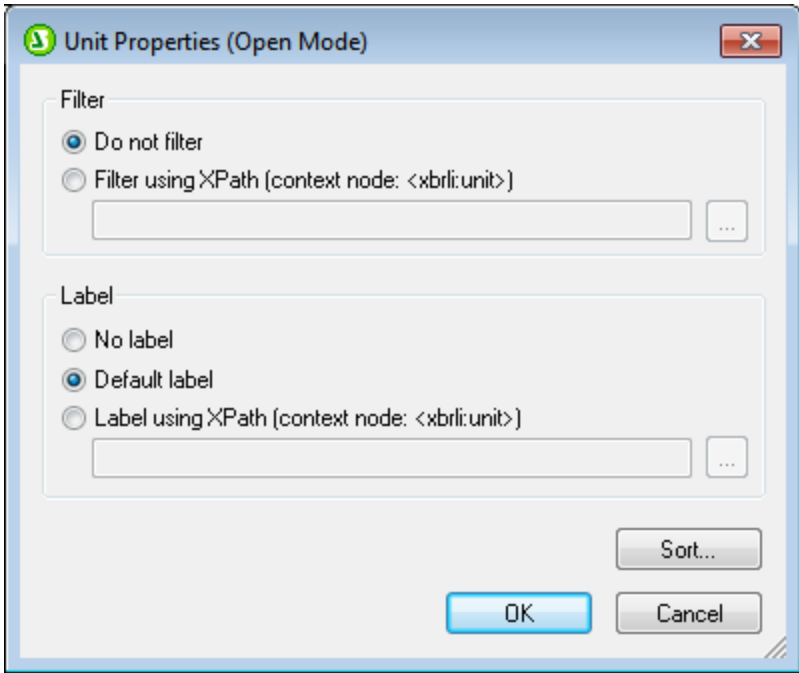 Unit Properties (Open Mode)
Filter
Do not filter
Filter using XPath (context node: <xbrli:unit>)
...
Label
No label
Default label
Label using XPath (context node: <xbrli:unit>)
...
Sort...
OK Cancel